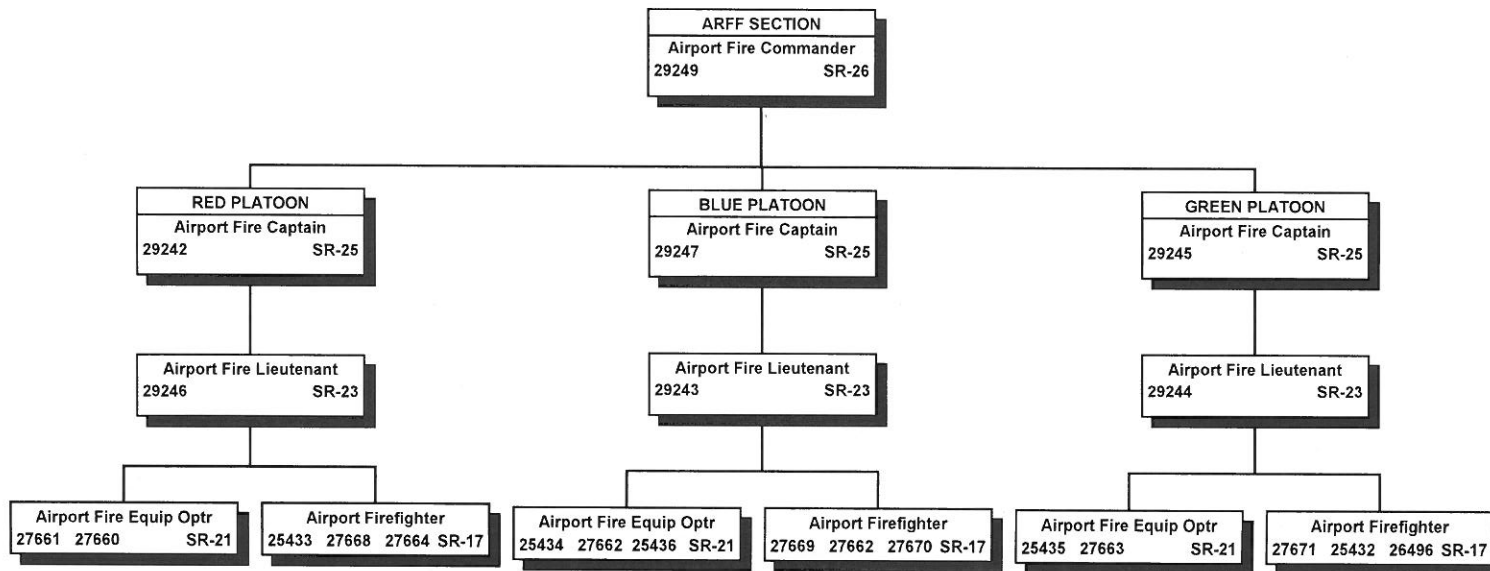 ARFF SECTION
Airport Fire Commander
29249 SR-26
RED PLATOON
Airport Fire Captain
29242 SR-25
BLUE PLATOON
Airport Fire Captain
29247 SR-25
GREEN PLATOON
Airport Fire Captain
29245 SR-25
Airport Fire Lieutenant
29246 SR-23
Airport Fire Lieutenant
29243 SR-23
Airport Fire Lieutenant
29244 SR-23
Airport Fire Equip Optr
27661 27660 SR-21
Airport Firefighter
25433 27668 27664 SR-17
Airport Fire Equip Optr
25434 27662 25436 SR-21
Airport Firefighter
27669 27662 27670 SR-17
Airport Fire Equip Optr
25435 27663 SR-21
Airport Firefighter
27671 25432 26496 SR-17